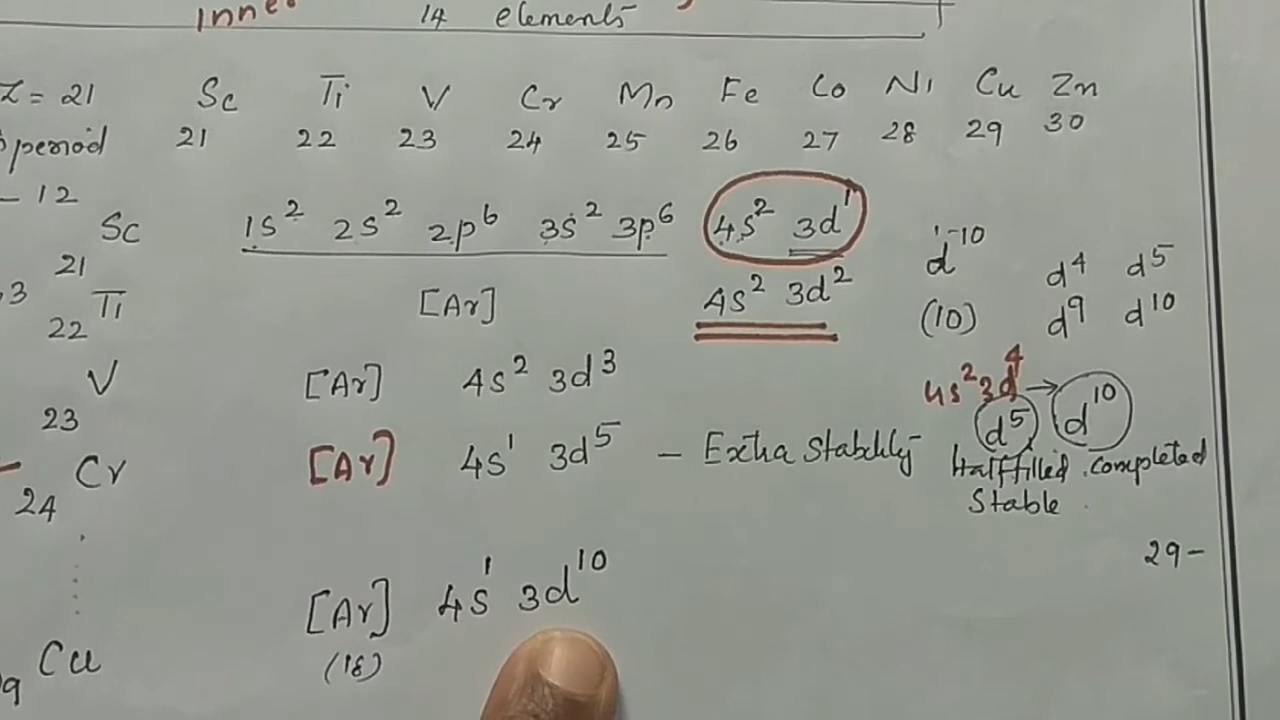 14 elements
Z = 21 Sc Ti V Cr Mn Fe Co Ni Cu Zn
period 21 22 23 24 25 26 27 28 29 30
- 12
Sc 1s² 2s² 2p⁶ 3s² 3p⁶ 4s² 3d¹ d¹⁻¹⁰ d⁴ d⁵
21
3 Ti [Ar] 4s² 3d² (10) d⁹ d¹⁰
22
V [Ar] 4s² 3d³ 4s² 3d⁴ →
23 d⁵ d¹⁰
Cr [Ar] 4s¹ 3d⁵ - Extra Stability Halffilled . completed
24 Stable .
29-
[Ar] 4s¹ 3d¹⁰
Cu (18)
9